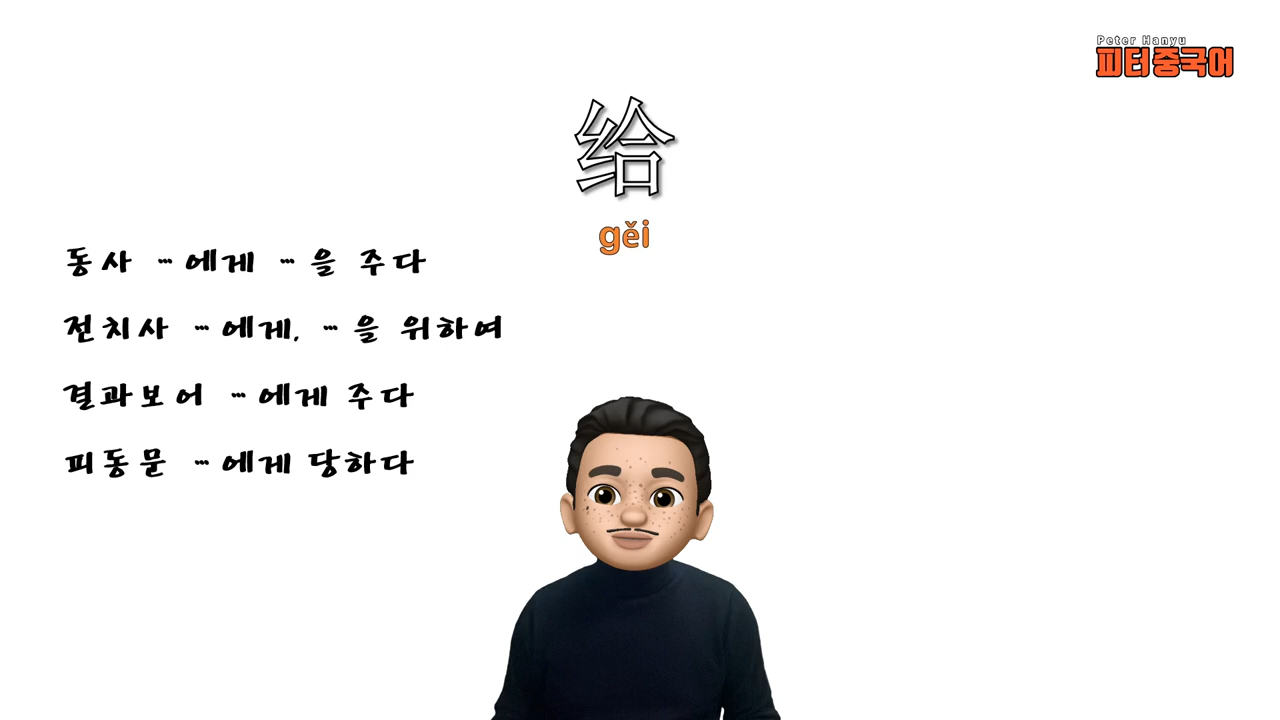 Peter Hanyu
피터 중국어
给
gěi
동사 … 에게 … 을 주다
전치사 … 에게, … 을 위하여
결과보어 … 에게 주다
피동문 … 에게 당하다